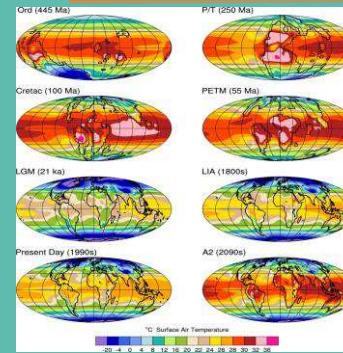 Ord (445 Ma)
P/T (250 Ma)
Cretac (100 Ma)
PETM (55 Ma)
LGM (21 ka)
LIA (1800s)
Present Day (1990s)
A2 (2090s)
°C Surface Air Temperature
-20 -4 0 4 8 12 16 20 22 24 26 28 30 32 36